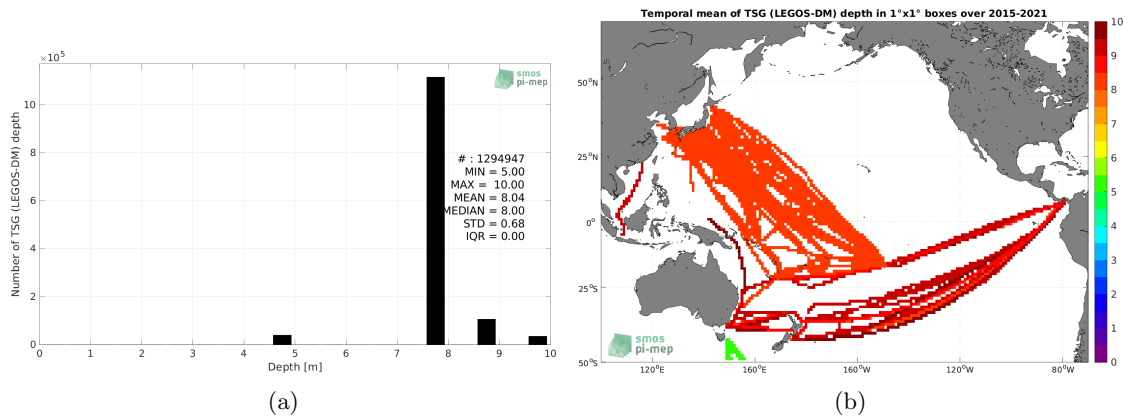 ×10⁵
10
8
6
4
2
0
0 1 2 3 4 5 6 7 8 9 10
Number of TSG (LEGOS-DM) depth
Depth [m]
smos
pi-mep
# : 1294947
MIN = 5.00
MAX = 10.00
MEAN = 8.04
MEDIAN = 8.00
STD = 0.68
IQR = 0.00
(a)
Temporal mean of TSG (LEGOS-DM) depth in 1°x1° boxes over 2015-2021
50°N
25°N
0°
25°S
50°S
120°E
160°E
160°W
120°W
80°W
smos
pi-mep
10
9
8
7
6
5
4
3
2
1
0
(b)